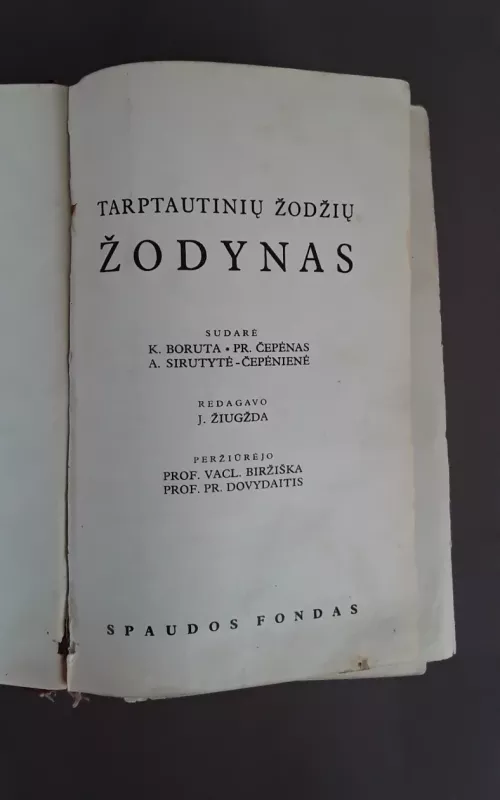 TARPTAUTINIŲ ŽODŽIŲ
ŽODYNAS
SUDARĖ
K. BORUTA • PR. ČEPĖNAS
A. SIRUTYTĖ-ČEPĖNIENĖ
REDAGAVO
J. ŽIUGŽDA
PERŽIŪRĖJO
PROF. VACL. BIRŽIŠKA
PROF. PR. DOVYDAITIS
SPAUDOS FONDAS